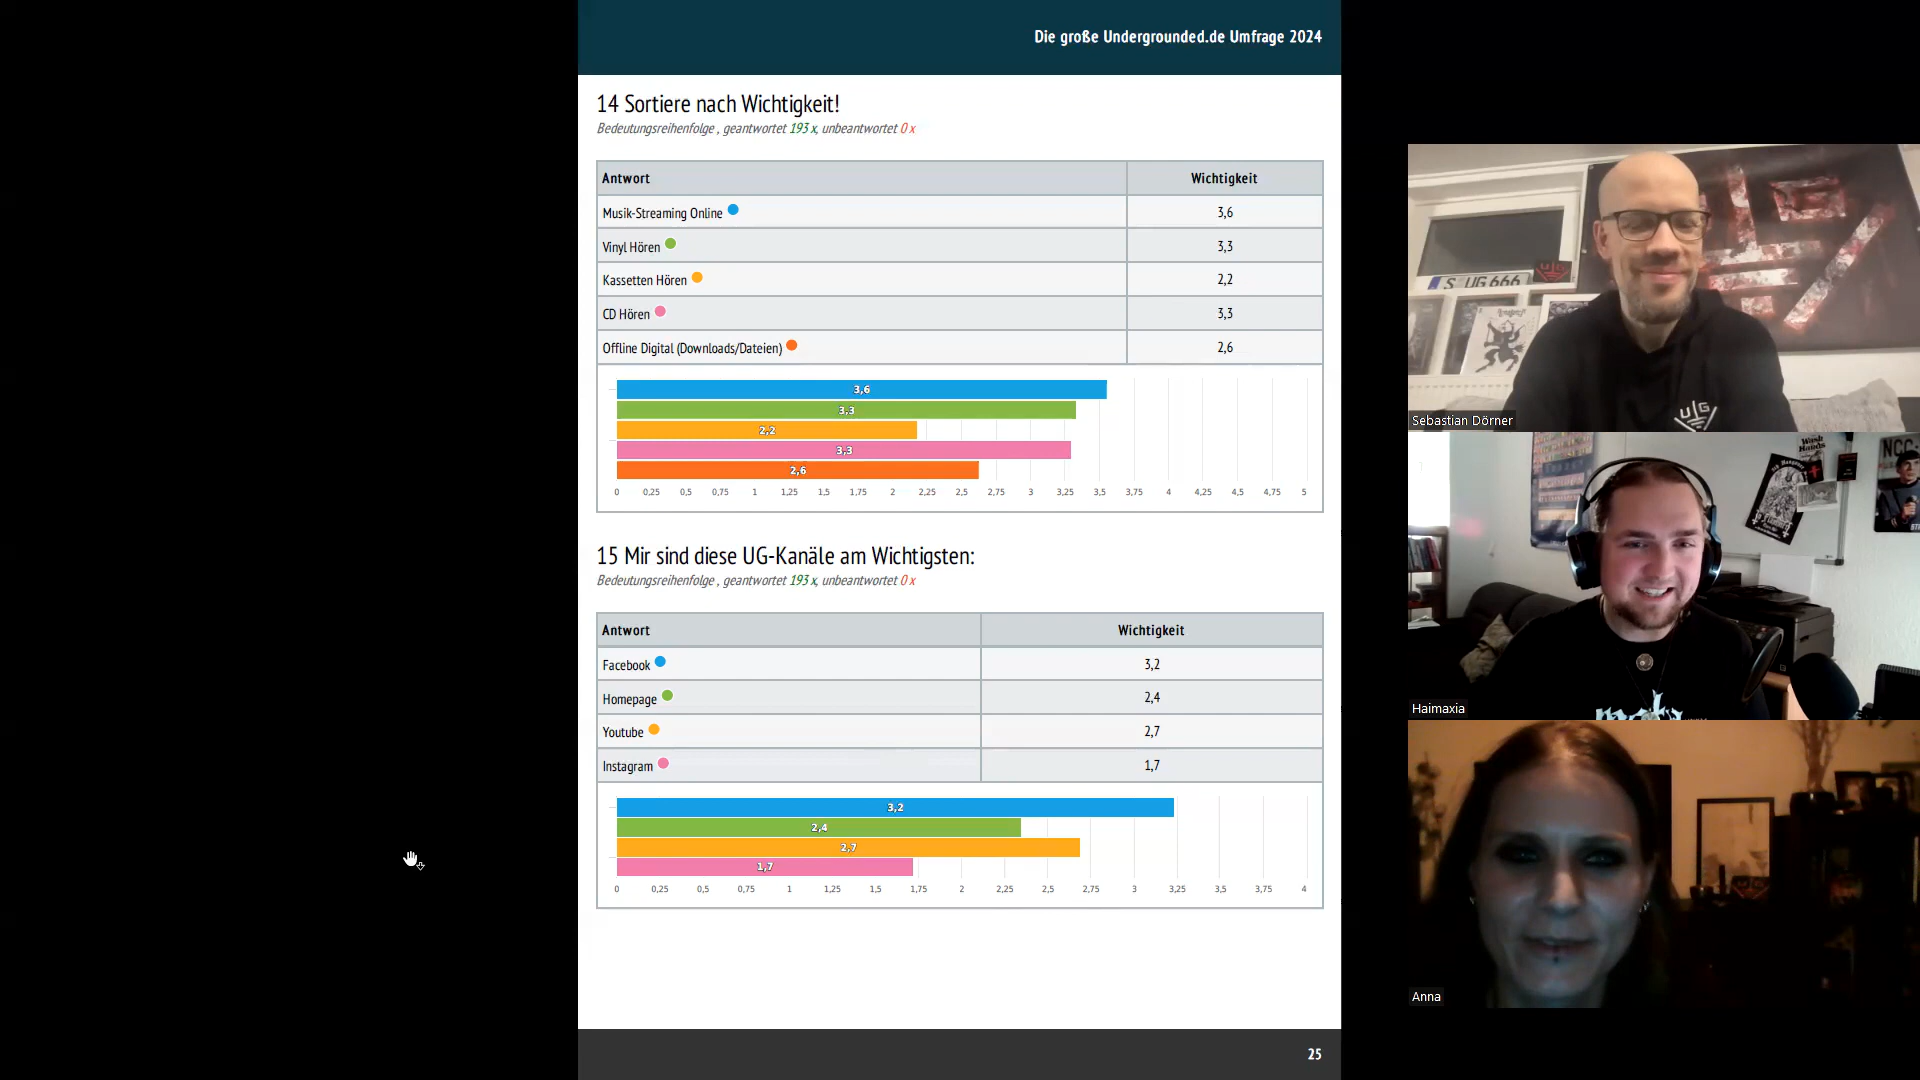 Die große Undergrounded.de Umfrage 2024
14 Sortiere nach Wichtigkeit!
Bedeutungsreihenfolge , geantwortet 193 x, unbeantwortet 0 x
Antwort Wichtigkeit
Musik-Streaming Online 3,6
Vinyl Hören 3,3
Kassetten Hören 2,2
CD Hören 3,3
Offline Digital (Downloads/Dateien) 2,6
3,6
3,3
2,2
3,3
2,6
0 0,25 0,5 0,75 1 1,25 1,5 1,75 2 2,25 2,5 2,75 3 3,25 3,5 3,75 4 4,25 4,5 4,75 5
15 Mir sind diese UG-Kanäle am Wichtigsten:
Bedeutungsreihenfolge , geantwortet 193 x, unbeantwortet 0 x
Antwort Wichtigkeit
Facebook 3,2
Homepage 2,4
Youtube 2,7
Instagram 1,7
3,2
2,4
2,7
1,7
0 0,25 0,5 0,75 1 1,25 1,5 1,75 2 2,25 2,5 2,75 3 3,25 3,5 3,75 4
25
S UG 666
UG
Sebastian Dörner
Wash
Hands
NCC-
Haimaxia
Anna